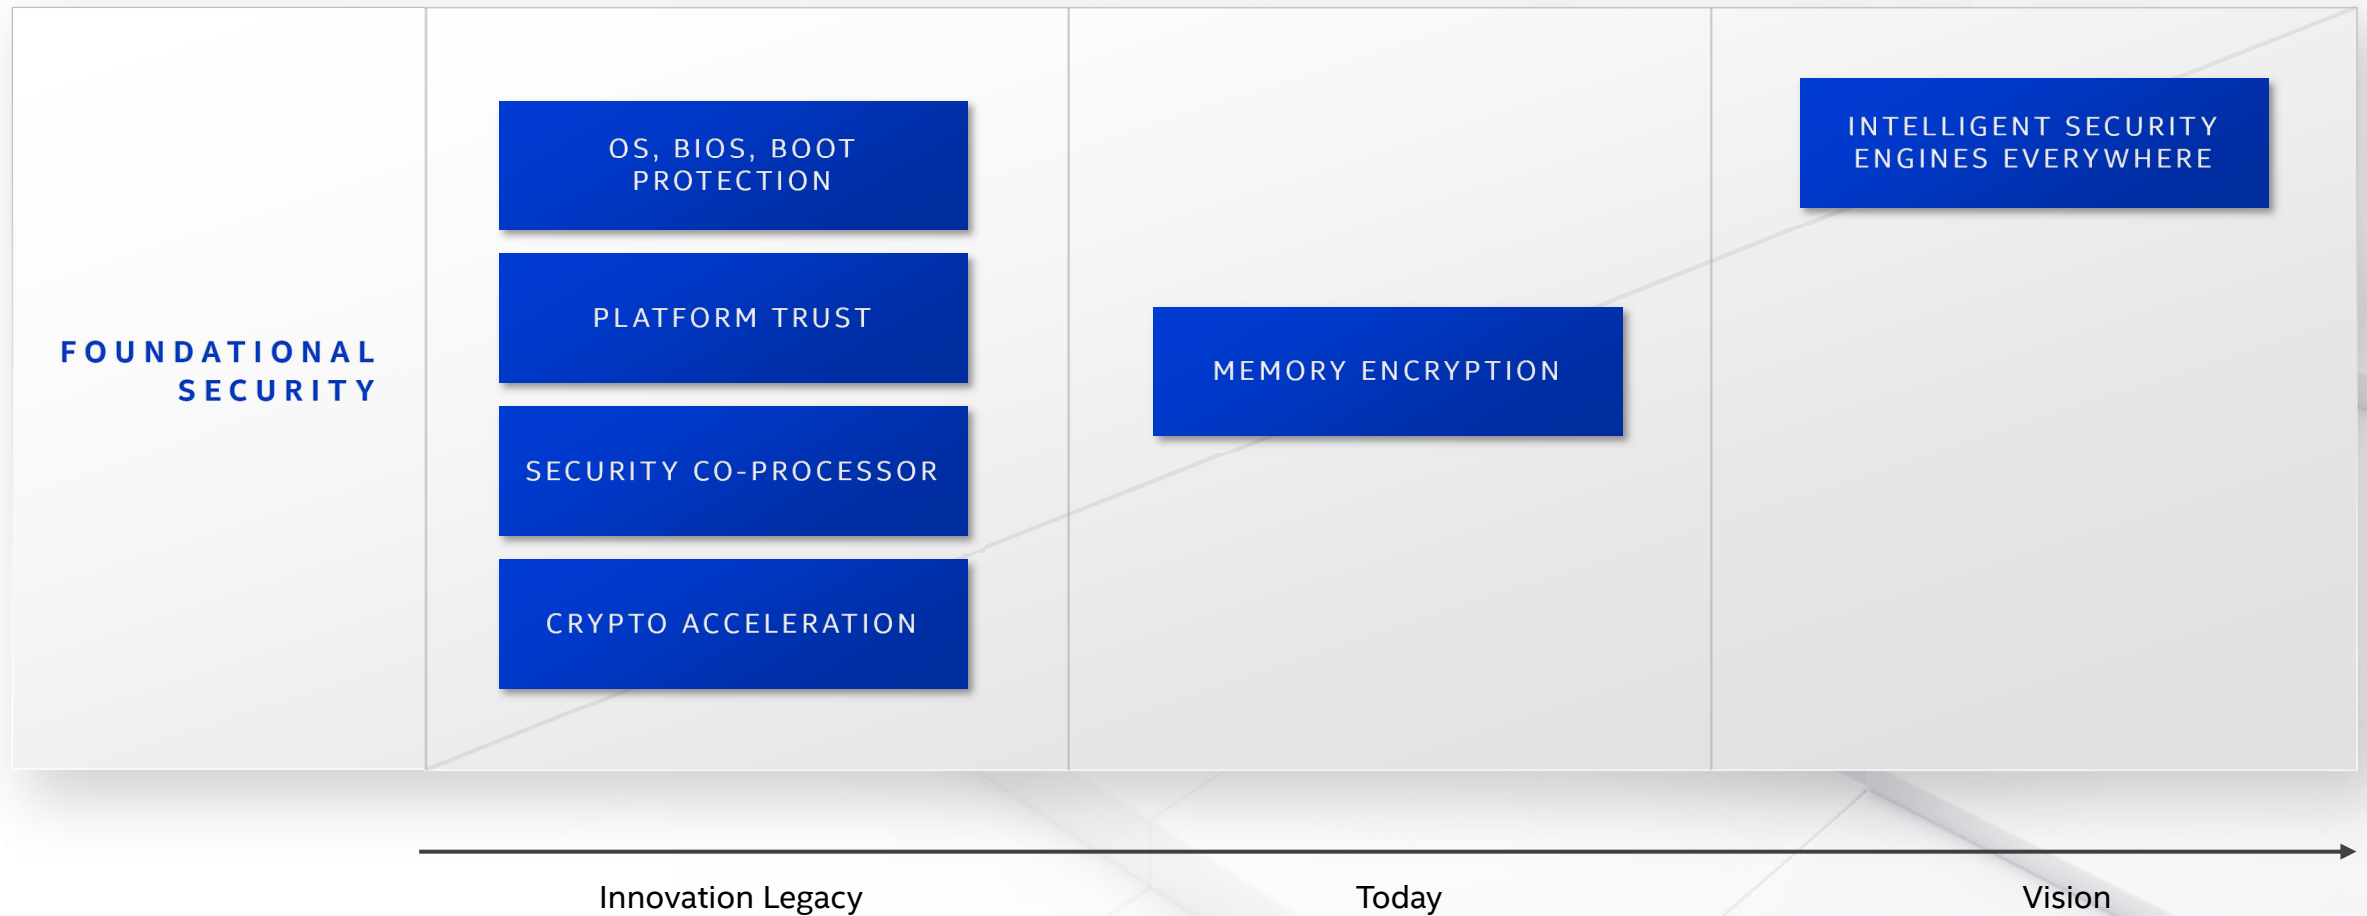 FOUNDATIONAL
SECURITY
OS, BIOS, BOOT
PROTECTION
PLATFORM TRUST
SECURITY CO-PROCESSOR
CRYPTO ACCELERATION
MEMORY ENCRYPTION
INTELLIGENT SECURITY
ENGINES EVERYWHERE
Innovation Legacy
Today
Vision